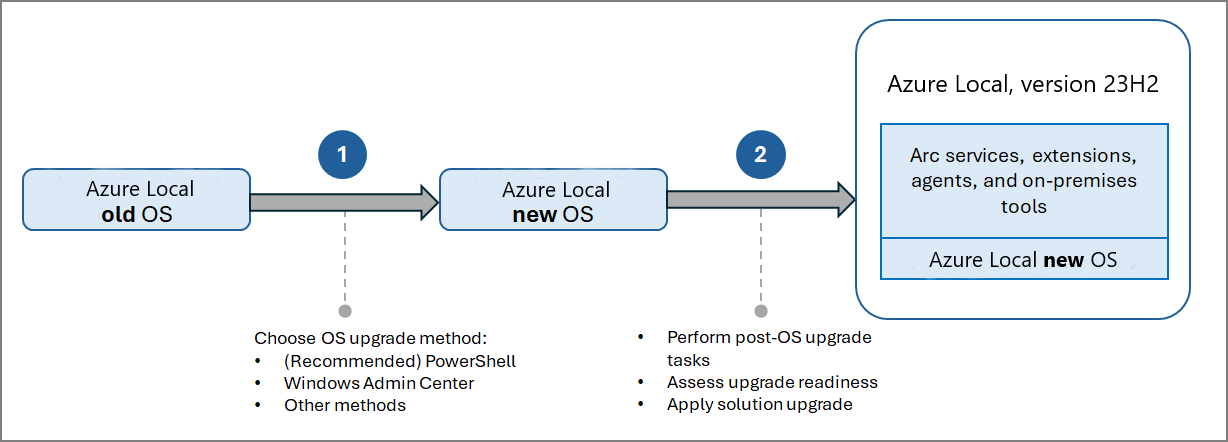 Azure Local, version 23H2
1
2
Azure Local
old OS
Azure Local
new OS
Arc services, extensions,
agents, and on-premises
tools
Azure Local new OS
Choose OS upgrade method:
• (Recommended) PowerShell
• Windows Admin Center
• Other methods
• Perform post-OS upgrade
tasks
• Assess upgrade readiness
• Apply solution upgrade